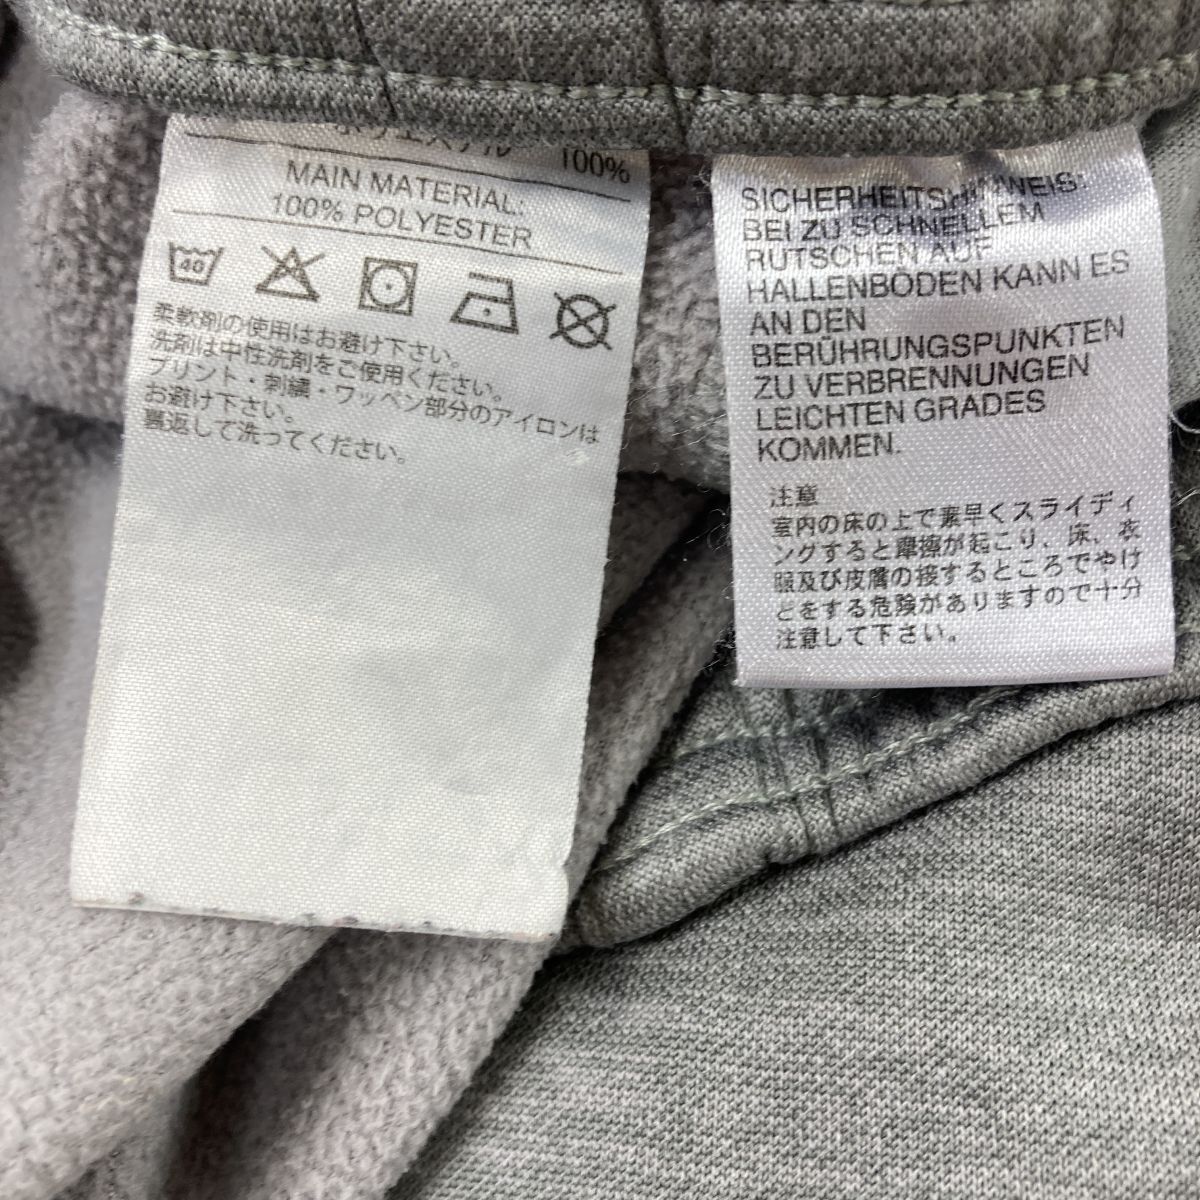 ポリエステル 100%
MAIN MATERIAL:
100% POLYESTER
40
柔軟剤の使用はお避け下さい。
洗剤は中性洗剤をご使用ください。
プリント・刺繍・ワッペン部分のアイロンは
お避け下さい。
裏返して洗ってください。
SICHERHEITSHINWEIS:
BEI ZU SCHNELLEM
RUTSCHEN AUF
HALLENBÖDEN KANN ES
AN DEN
BERÜHRUNGSPUNKTEN
ZU VERBRENNUNGEN
LEICHTEN GRADES
KOMMEN.
注意
室内の床の上で素早くスライディ
ングすると摩擦が起こり、床、衣
服及び皮膚の接するところでやけ
どをする危険がありますので十分
注意して下さい。